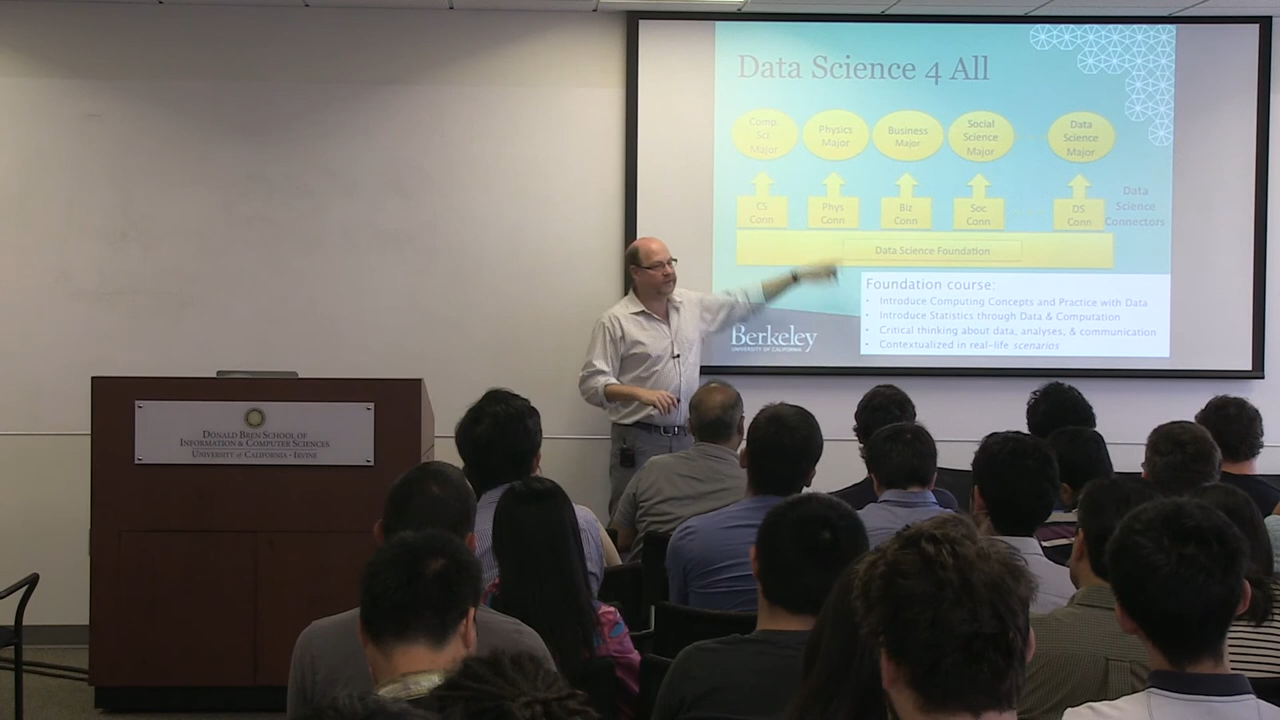 Data Science 4 All
Comp.
Sci
Major
Physics
Major
Business
Major
Social
Science
Major
Data
Science
Major
CS
Conn
Phys
Conn
Biz
Conn
Soc
Conn
DS
Conn
Data
Science
Connectors
Data Science Foundation
Foundation course:
• Introduce Computing Concepts and Practice with Data
• Introduce Statistics through Data & Computation
• Critical thinking about data, analyses, & communication
• Contextualized in real-life scenarios
Berkeley
UNIVERSITY OF CALIFORNIA
DONALD BREN SCHOOL OF
INFORMATION & COMPUTER SCIENCES
UNIVERSITY of CALIFORNIA · IRVINE